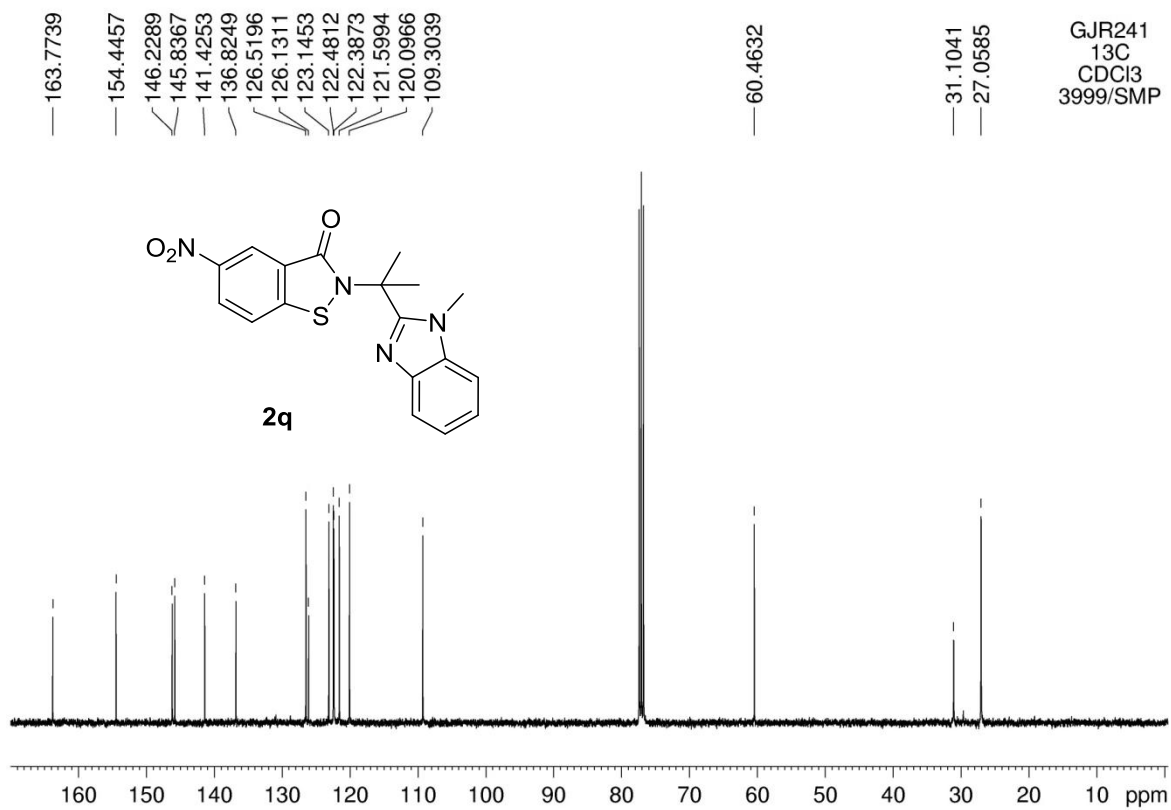 163.7739
154.4457
146.2289
145.8367
141.4253
136.8249
126.5196
126.1311
123.1453
122.4812
122.3873
121.5994
120.0966
109.3039
60.4632
31.1041
27.0585
GJR241
13C
CDCl3
3999/SMP
O
O2N
N
S
N
N
2q
160 150 140 130 120 110 100 90 80 70 60 50 40 30 20 10 ppm